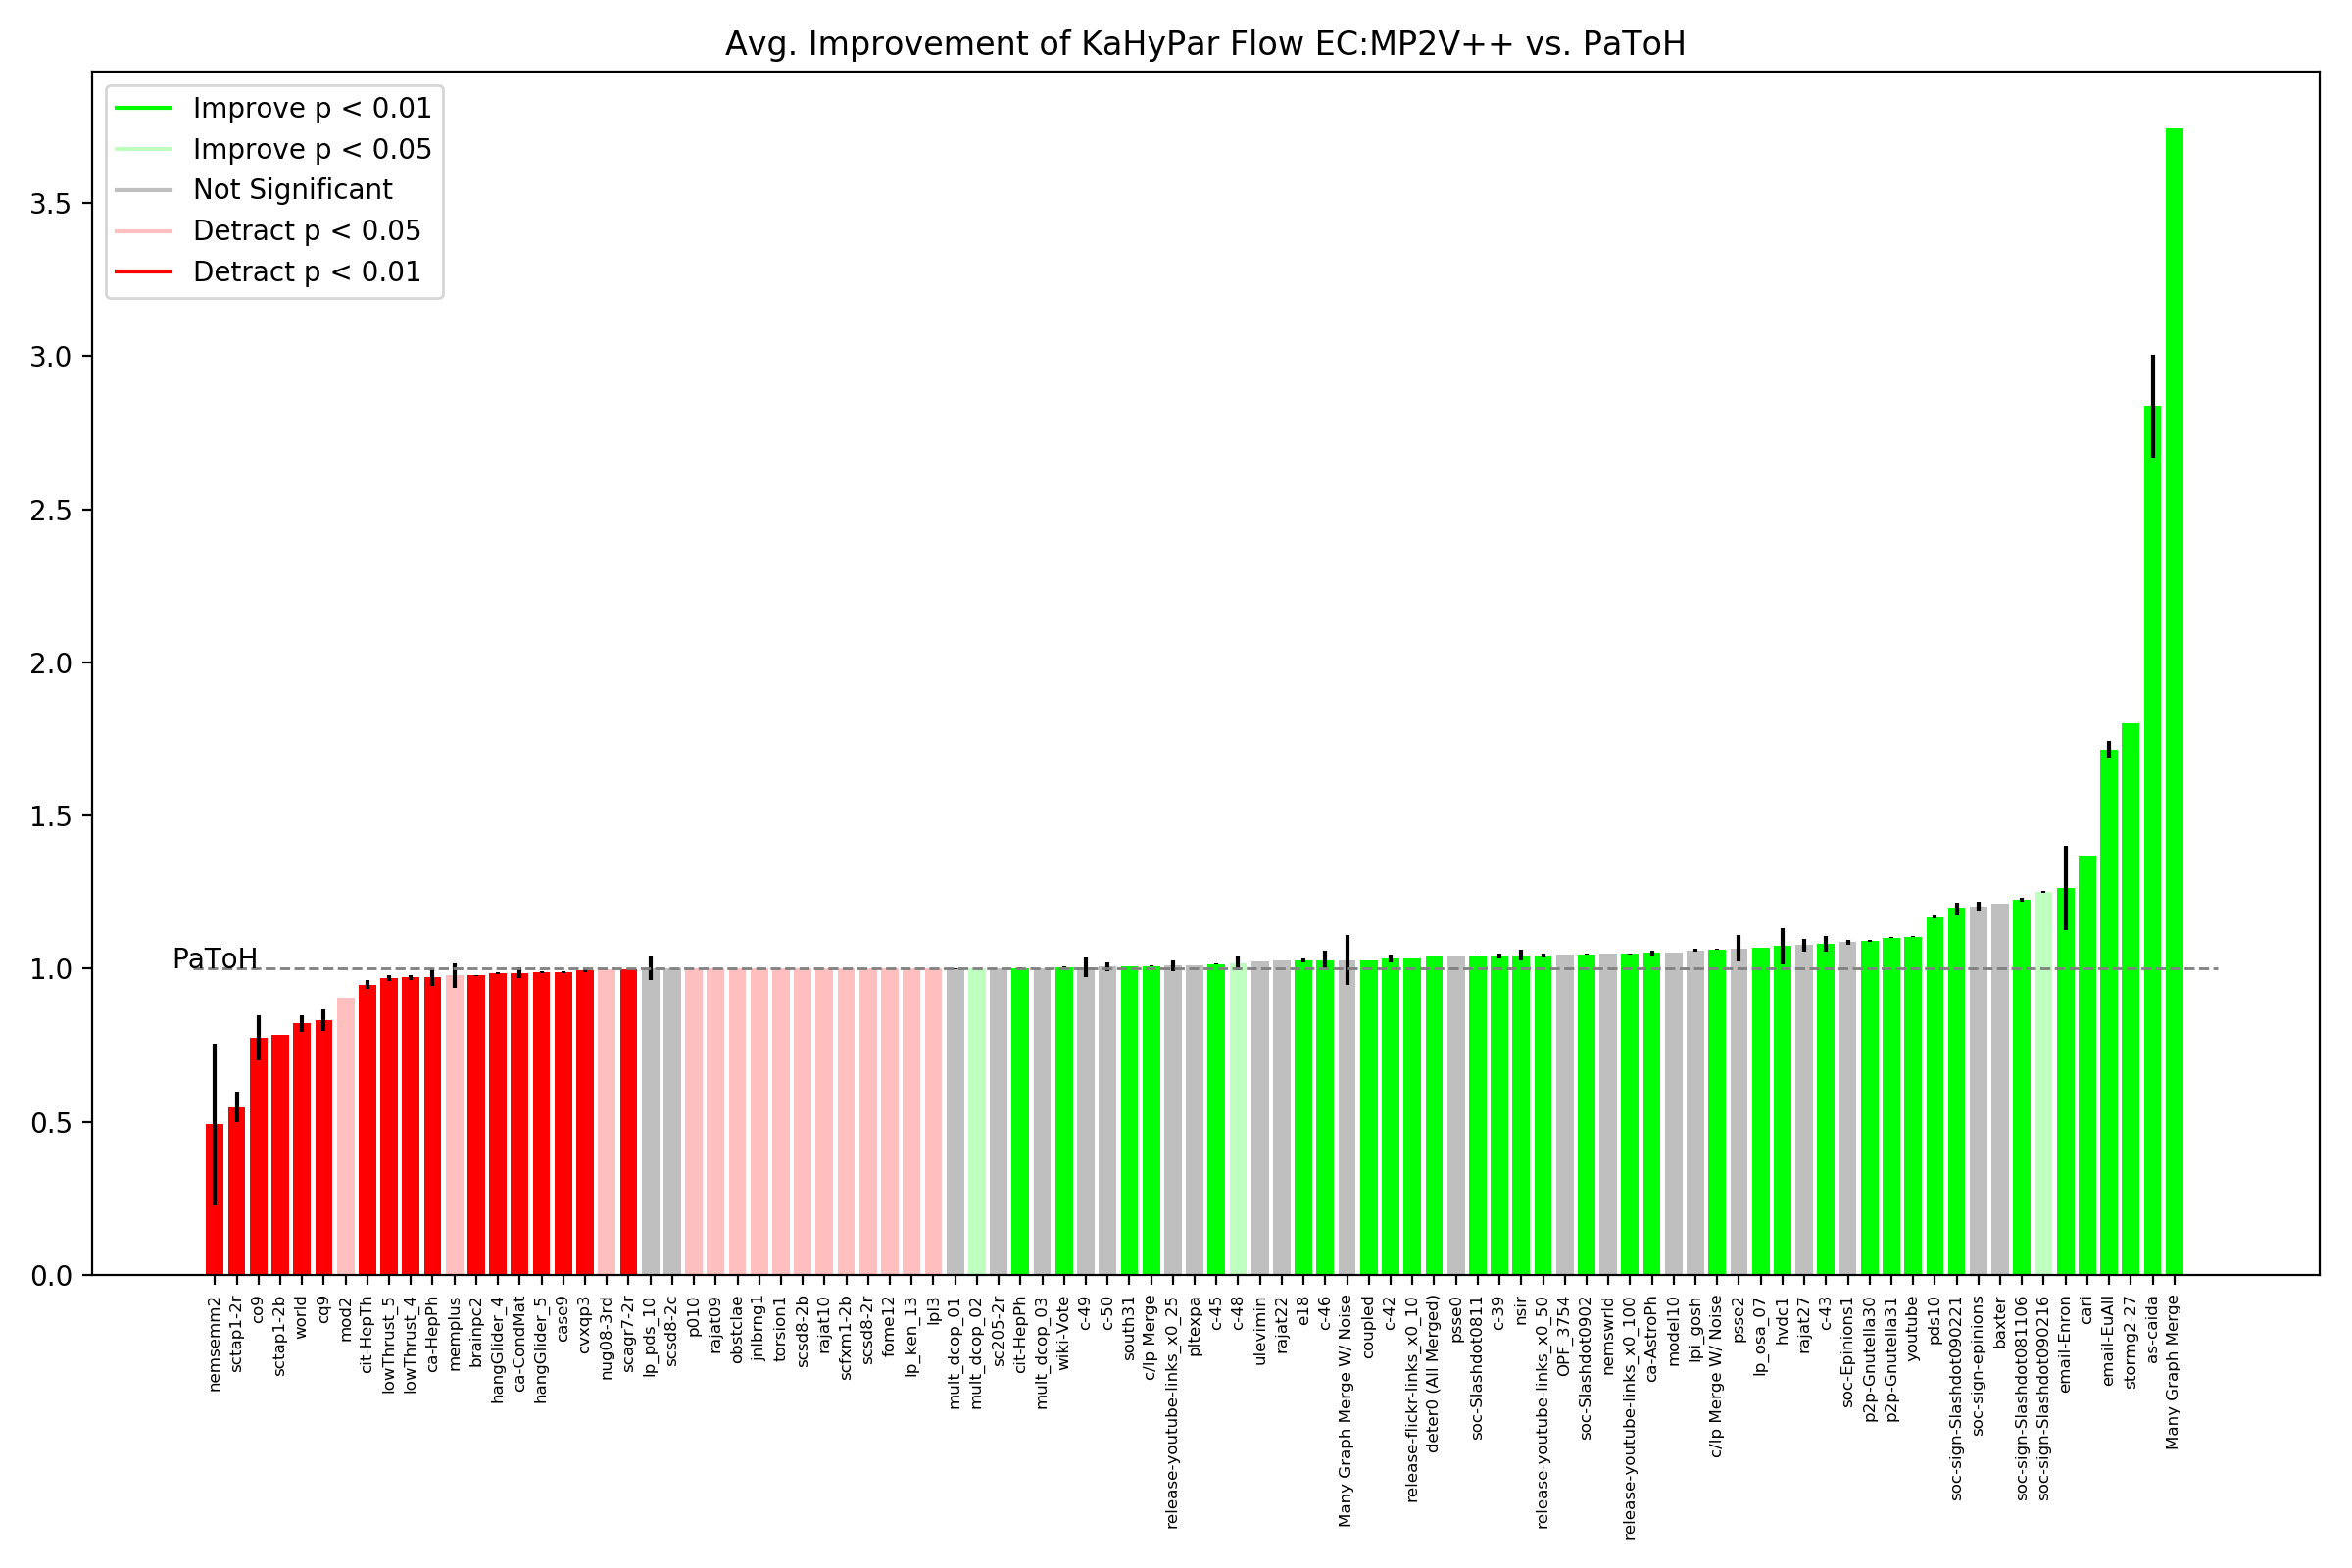 Avg. Improvement of KaHyPar Flow EC:MP2V++ vs. PaToH
Improve p < 0.01
Improve p < 0.05
Not Significant
Detract p < 0.05
Detract p < 0.01
3.5
3.0
2.5
2.0
1.5
1.0
0.5
0.0
PaToH
nemsemm2
sctap1-2r
co9
sctap1-2b
world
cq9
mod2
cit-HepTh
lowThrust_5
lowThrust_4
ca-HepPh
memplus
brainpc2
hangGlider_4
ca-CondMat
hangGlider_5
case9
cvxqp3
nug08-3rd
scagr7-2r
lp_pds_10
scsd8-2c
p010
rajat09
obstclae
jnlbrng1
torsion1
scsd8-2b
rajat10
scfxm1-2b
scsd8-2r
fome12
lp_ken_13
lpl3
mult_dcop_01
mult_dcop_02
sc205-2r
cit-HepPh
mult_dcop_03
wiki-Vote
c-49
c-50
south31
c/lp Merge
release-youtube-links_x0_25
pltexpa
c-45
c-48
ulevimin
rajat22
e18
c-46
Many Graph Merge W/ Noise
coupled
c-42
release-flickr-links_x0_10
deter0 (All Merged)
psse0
soc-Slashdot0811
c-39
nsir
release-youtube-links_x0_50
OPF_3754
soc-Slashdot0902
nemswrld
release-youtube-links_x0_100
ca-AstroPh
model10
lpi_gosh
c/lp Merge W/ Noise
psse2
lp_osa_07
hvdc1
rajat27
c-43
soc-Epinions1
p2p-Gnutella30
p2p-Gnutella31
youtube
pds10
soc-sign-Slashdot090221
soc-sign-epinions
baxter
soc-sign-Slashdot081106
soc-sign-Slashdot090216
email-Enron
cari
email-EuAll
stormg2-27
as-caida
Many Graph Merge